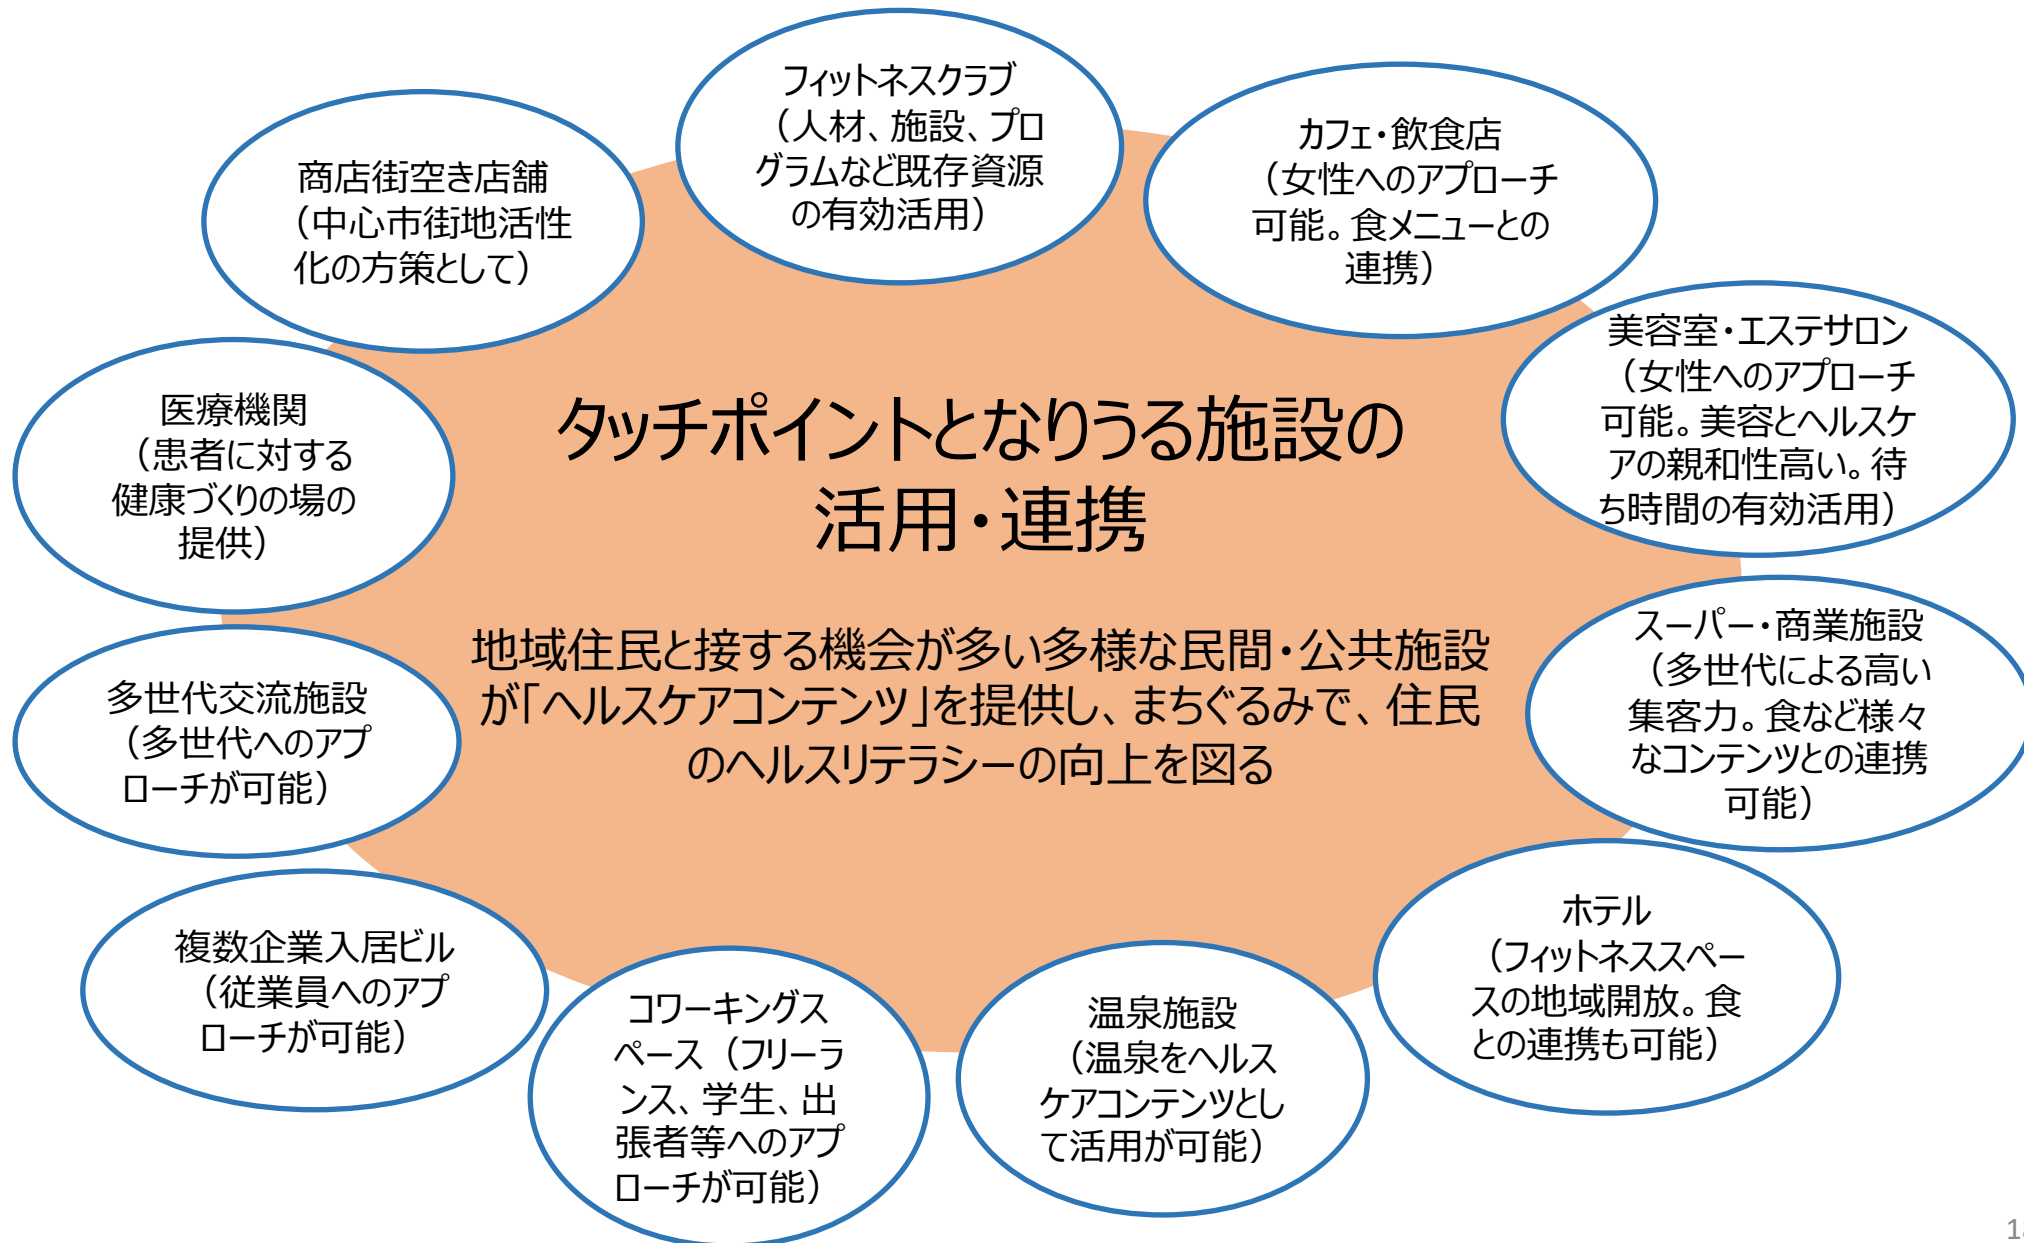 フィットネスクラブ
（人材、施設、プロ
グラムなど既存資源
の有効活用）
カフェ・飲食店
（女性へのアプローチ
可能。食メニューとの
連携）
商店街空き店舗
（中心市街地活性
化の方策として）
美容室・エステサロン
（女性へのアプローチ
可能。美容とヘルスケ
アの親和性高い。待
ち時間の有効活用）
医療機関
（患者に対する
健康づくりの場の
提供）
タッチポイントとなりうる施設の
活用・連携
地域住民と接する機会が多い多様な民間・公共施設
が「ヘルスケアコンテンツ」を提供し、まちぐるみで、住民
のヘルスリテラシーの向上を図る
スーパー・商業施設
（多世代による高い
集客力。食など様々
なコンテンツとの連携
可能）
多世代交流施設
（多世代へのアプ
ローチが可能）
ホテル
（フィットネススペー
スの地域開放。食
との連携も可能）
複数企業入居ビル
（従業員へのアプ
ローチが可能）
コワーキングス
ペース（フリーラ
ンス、学生、出
張者等へのアプ
ローチが可能）
温泉施設
（温泉をヘルス
ケアコンテンツとし
て活用が可能）